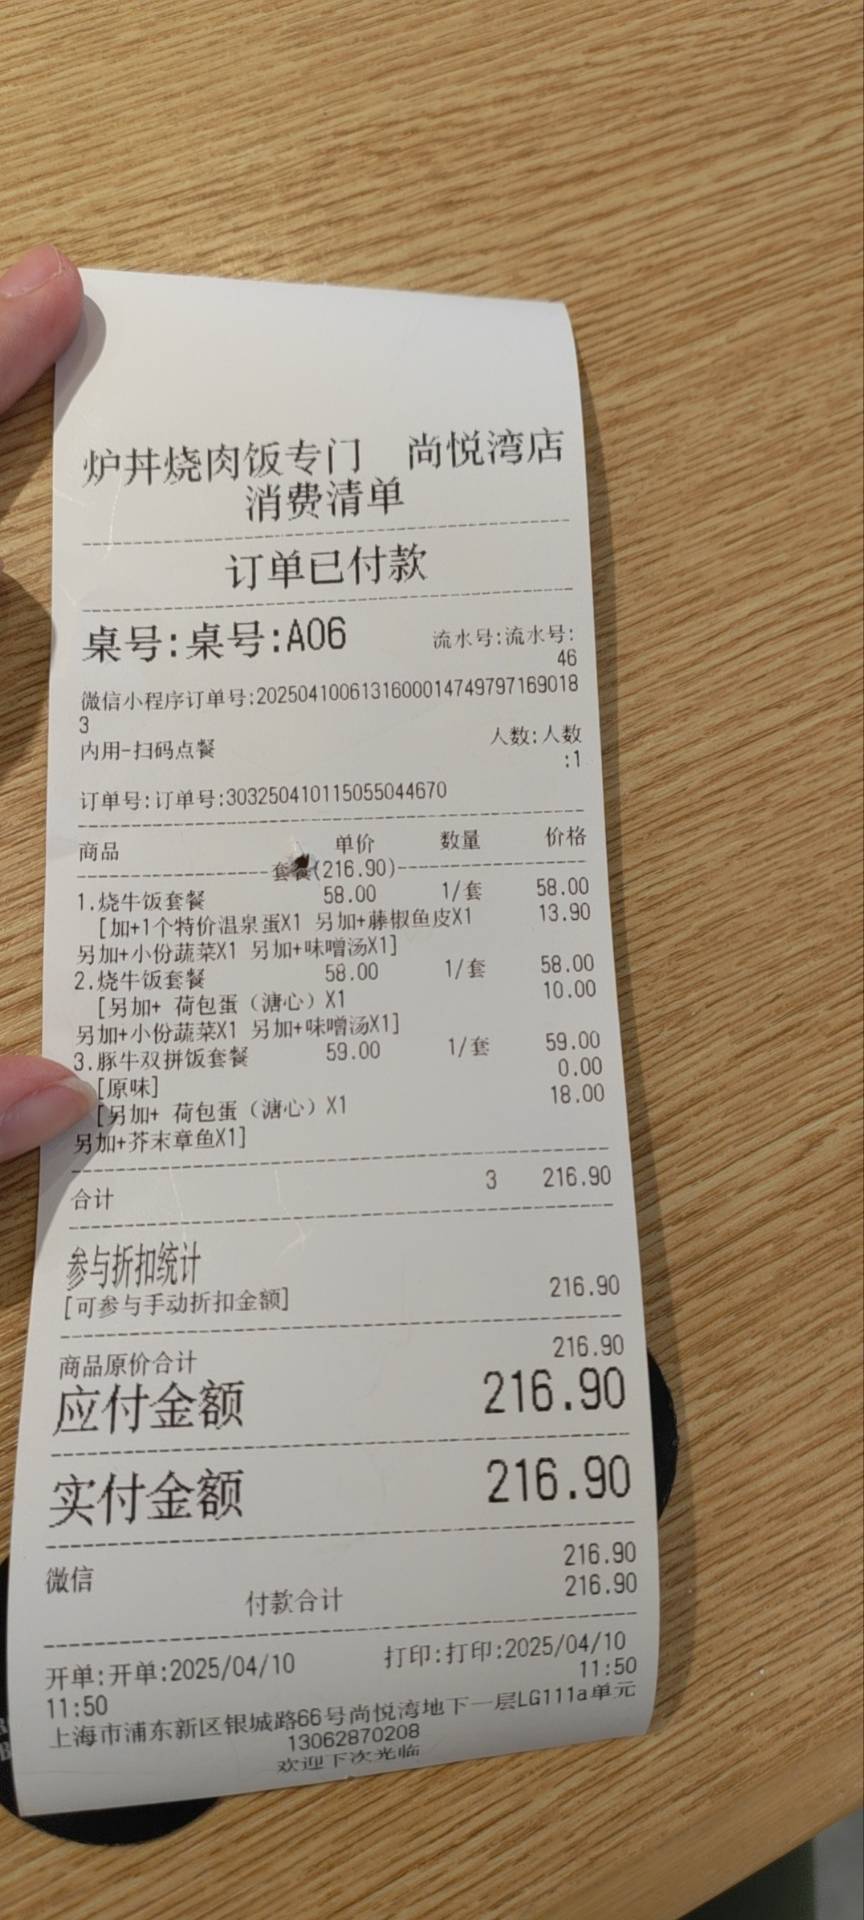 炉丼烧肉饭专门 尚悦湾店
消费清单
订单已付款
桌号:桌号:A06 流水号:流水号:
46
微信小程序订单号:2025041006131600014749797169018
3
内用-扫码点餐 人数:人数
:1
订单号:订单号:303250410115055044670
商品 单价 数量 价格
套餐(216.90)
1.烧牛饭套餐 58.00 1/套 58.00
[加+1个特价温泉蛋X1 另加+藤椒鱼皮X1 13.90
另加+小份蔬菜X1 另加+味噌汤X1]
2.烧牛饭套餐 58.00 1/套 58.00
[另加+ 荷包蛋（溏心）X1 10.00
另加+小份蔬菜X1 另加+味噌汤X1]
3.豚牛双拼饭套餐 59.00 1/套 59.00
[原味] 0.00
[另加+ 荷包蛋（溏心）X1 18.00
另加+芥末章鱼X1]
合计 3 216.90
参与折扣统计
[可参与手动折扣金额] 216.90
商品原价合计 216.90
应付金额 216.90
实付金额 216.90
微信 216.90
付款合计 216.90
开单:开单:2025/04/10 打印:打印:2025/04/10
11:50 11:50
上海市浦东新区银城路66号尚悦湾地下一层LG111a单元
13062870208
欢迎下次光临